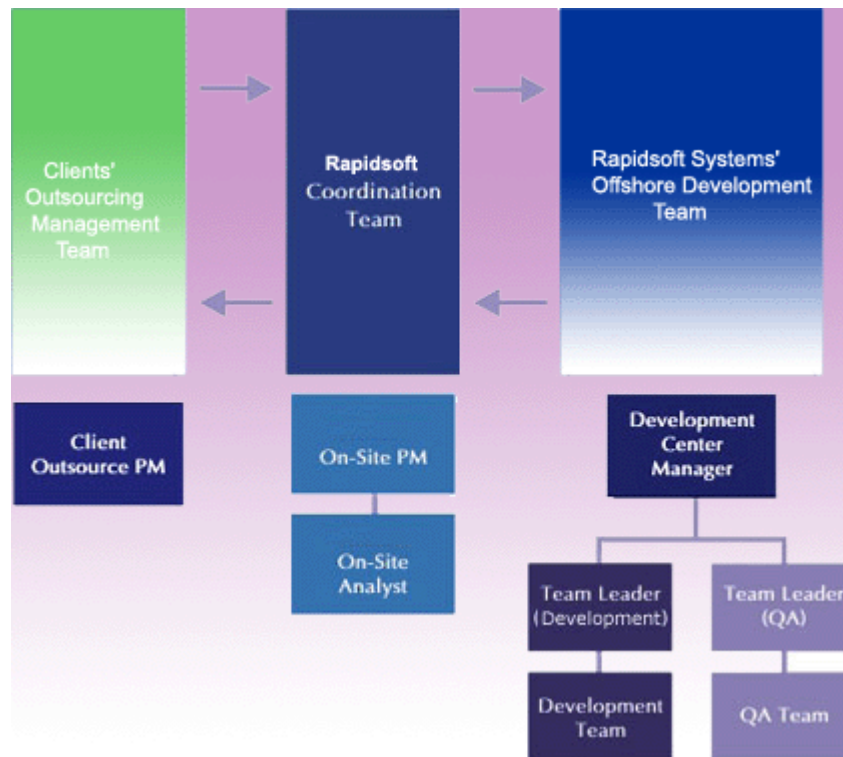 Clients'
Outsourcing
Management
Team
Rapidsoft
Coordination
Team
Rapidsoft Systems'
Offshore Development
Team
Client
Outsource PM
On-Site PM
On-Site
Analyst
Development
Center
Manager
Team Leader
(Development)
Team Leader
(QA)
Development
Team
QA Team